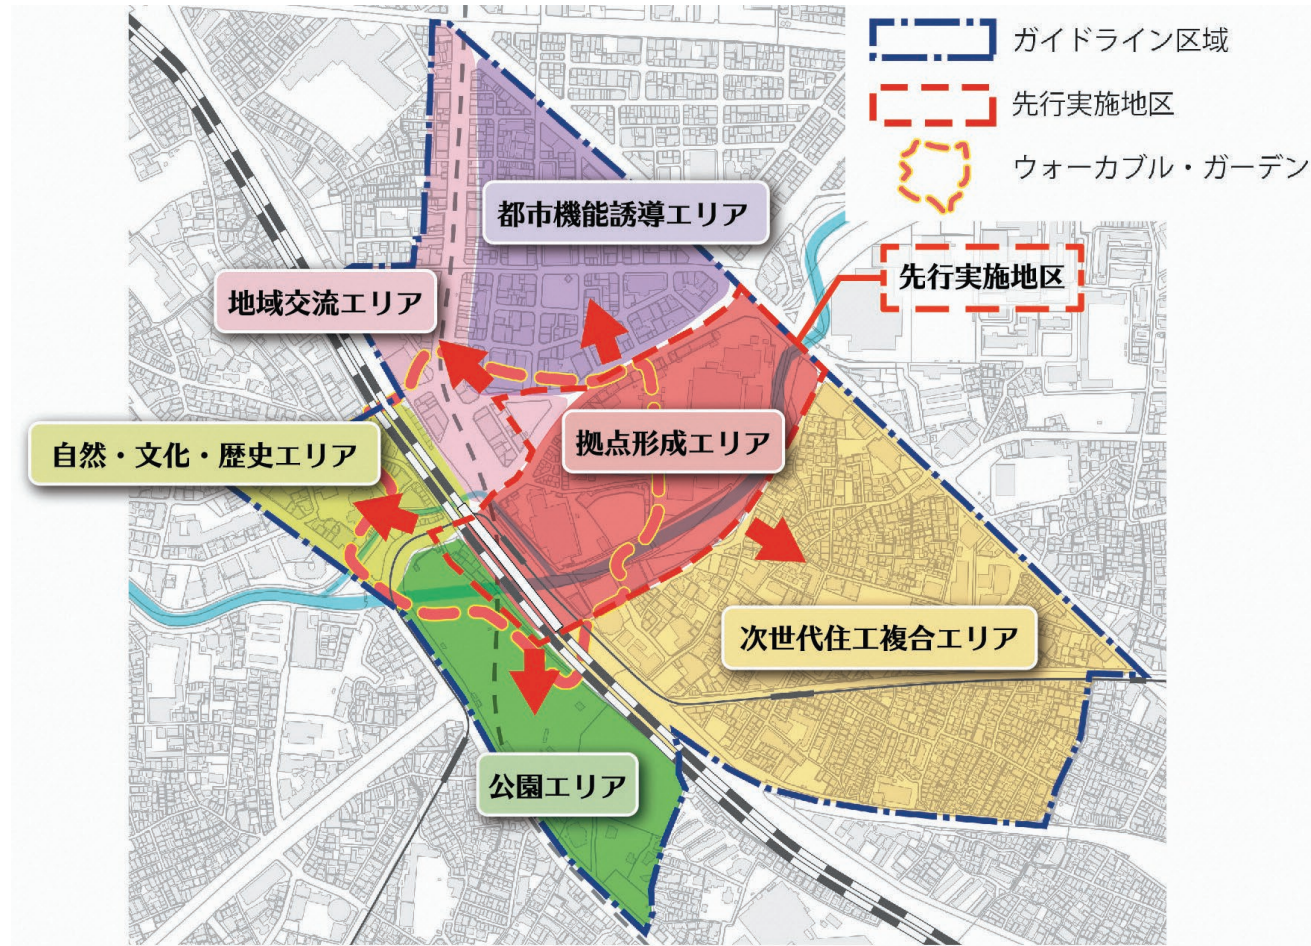 ガイドライン区域
先行実施地区
ウォーカブル・ガーデン
都市機能誘導エリア
先行実施地区
地域交流エリア
拠点形成エリア
自然・文化・歴史エリア
次世代住工複合エリア
公園エリア